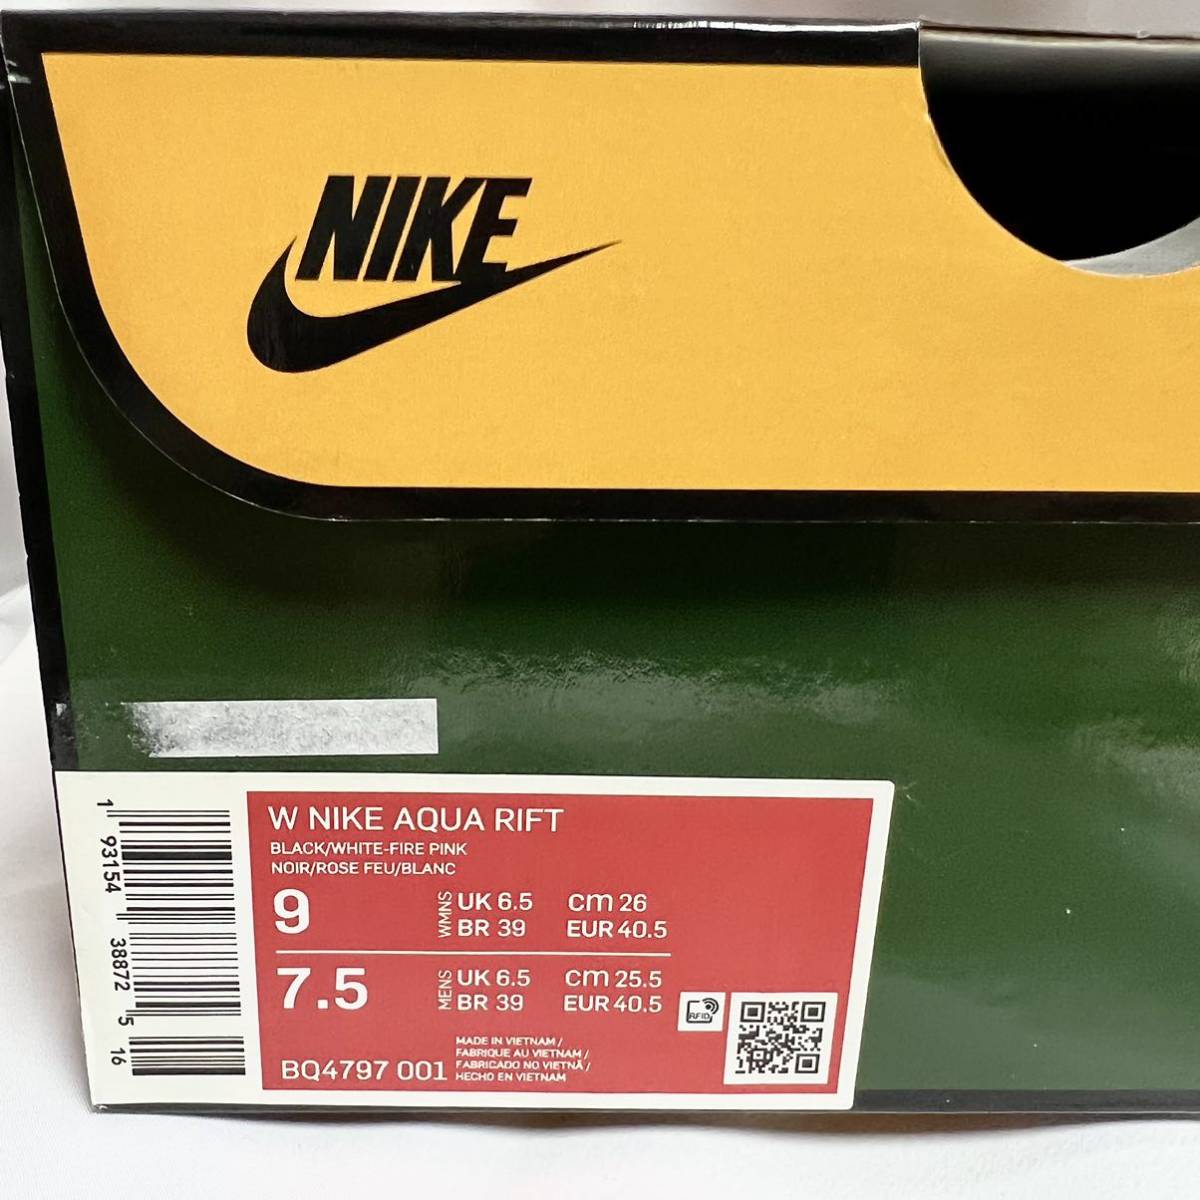 NIKE
W NIKE AQUA RIFT
BLACK/WHITE-FIRE PINK
NOIR/ROSE FEU/BLANC
9 WMNS UK 6.5 cm 26
BR 39 EUR 40.5
7.5 MENS UK 6.5 cm 25.5
BR 39 EUR 40.5
RFID
BQ4797 001
MADE IN VIETNAM /
FABRIQUE AU VIETNAM /
FABRICADO NO VIETNÃ /
HECHO EN VIETNAM
1 93154 38872 5 16